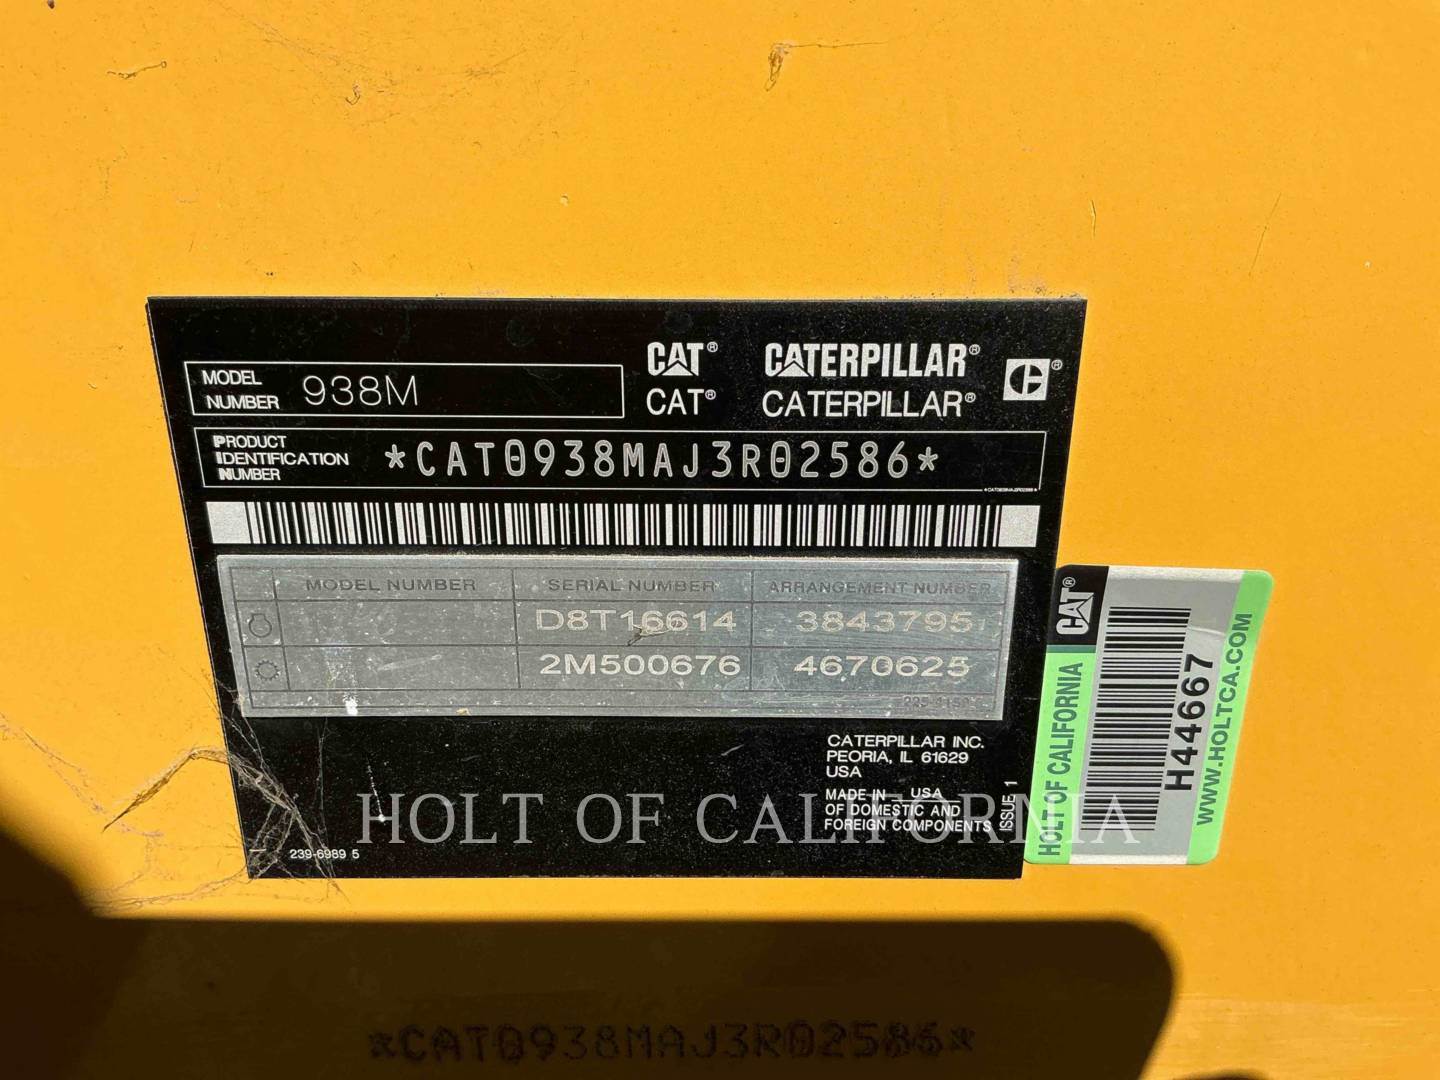 CAT® CATERPILLAR® ®
CAT® CATERPILLAR®
MODEL
NUMBER 938M
PRODUCT
IDENTIFICATION
NUMBER
*CAT0938MAJ3R02586*
*CAT0938MAJ3R02586*
MODEL NUMBER SERIAL NUMBER ARRANGEMENT NUMBER
D8T16614 3843795
2M500676 4670625
CATERPILLAR INC.
PEORIA, IL 61629
USA
MADE IN USA
OF DOMESTIC AND
FOREIGN COMPONENTS
ISSUE 1
239-6989 5
CAT®
HOLT OF CALIFORNIA
H44667
WWW.HOLTCA.COM
HOLT OF CALIFORNIA
*CAT0938MAJ3R02586*